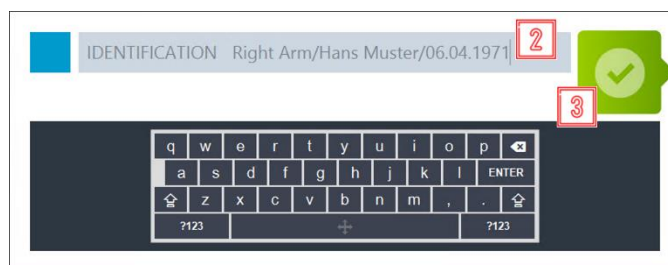 IDENTIFICATION Right Arm/Hans Muster/06.04.1971
2
3
q w e r t y u i o p
a s d f g h j k l ENTER
z x c v b n m , .
?123 ?123